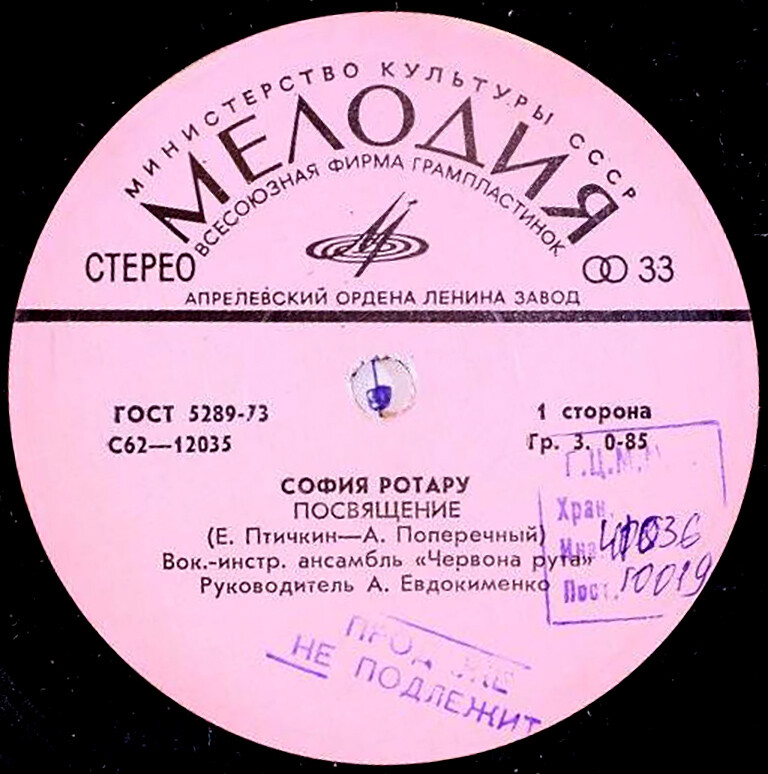 МИНИСТЕРСТВО КУЛЬТУРЫ СССР
МЕЛОДИЯ
ВСЕСОЮЗНАЯ ФИРМА ГРАМПЛАСТИНОК
СТЕРЕО
33
АПРЕЛЕВСКИЙ ОРДЕНА ЛЕНИНА ЗАВОД
ГОСТ 5289-73
1 сторона
С62—12035
Гр. 3. 0-85
СОФИЯ РОТАРУ
ПОСВЯЩЕНИЕ
(Е. Птичкин—А. Поперечный)
Вок.-инстр. ансамбль «Червона рута»
Руководитель А. Евдокименко
Хран.
Пост. 10019
НЕ ПОДЛЕЖИТ